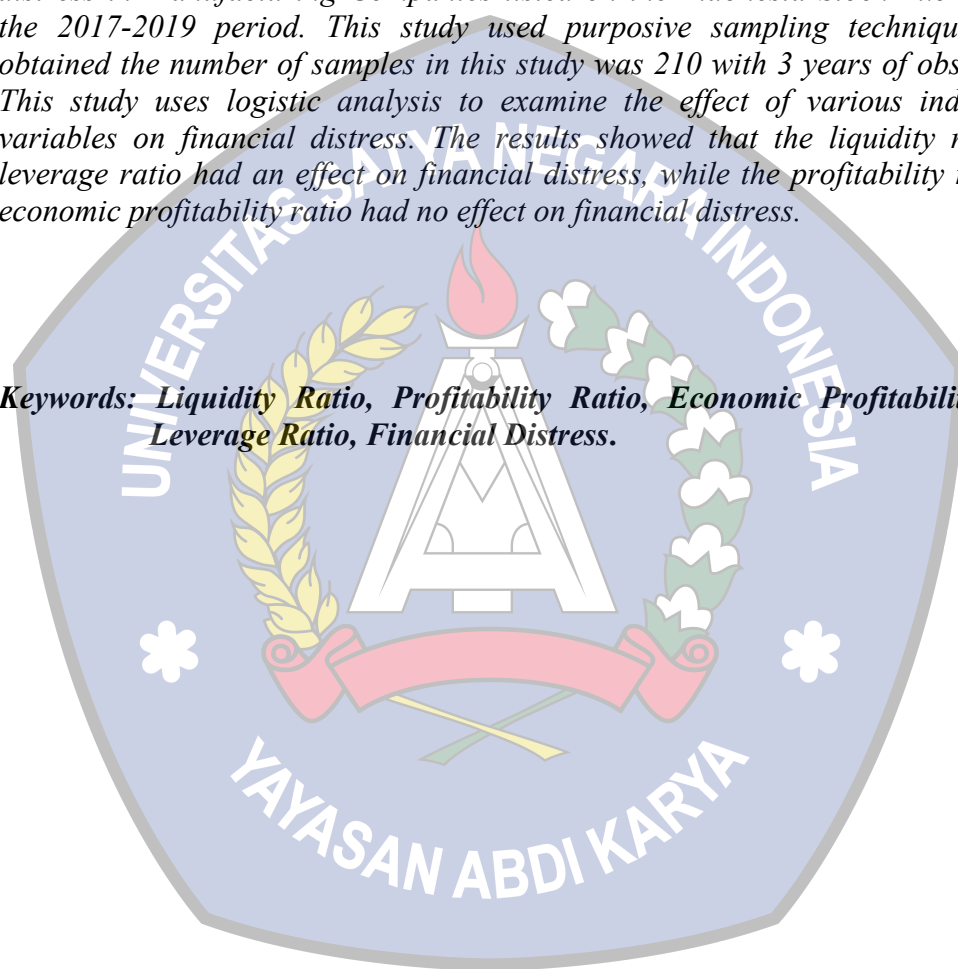 the 2017-2019 period. This study used purposive sampling
obtained the number of samples in this study was 210 with 3 years of
This study uses logistic analysis to examine the effect of various
variables on financial distress. The results showed that the liquidity
leverage ratio had an effect on financial distress, while the profitability
economic profitability ratio had no effect on financial distress.
Keywords: Liquidity Ratio, Profitability Ratio, Economic
Leverage Ratio, Financial Distress.
UNIVERSITAS SATYA NEGARA INDONESIA
YAYASAN ABDI KARYA